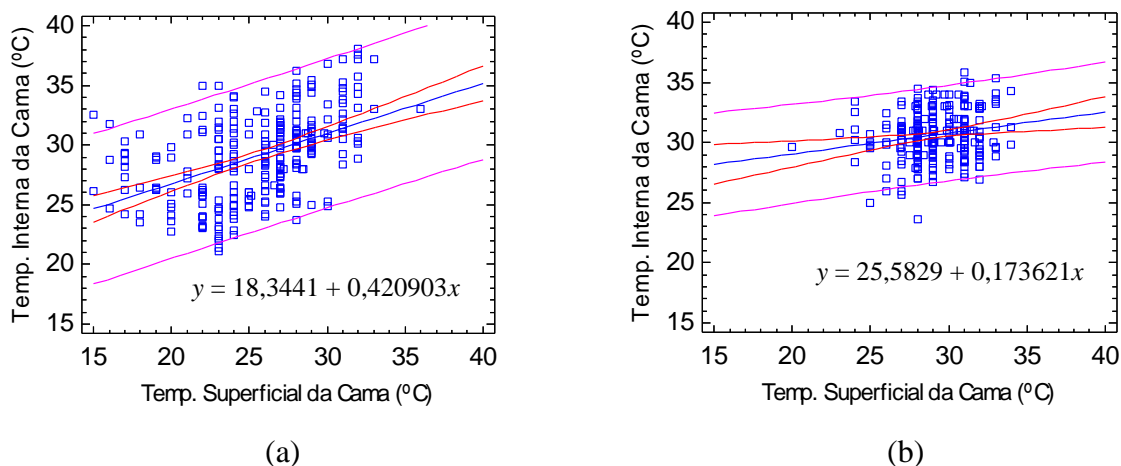 Temp. Interna da Cama (ºC)
40
35
30
25
20
15
y = 18,3441 + 0,420903x
15 20 25 30 35 40
Temp. Superficial da Cama (ºC)
(a)
Temp. Interna da Cama (ºC)
40
35
30
25
20
15
y = 25,5829 + 0,173621x
15 20 25 30 35 40
Temp. Superficial da Cama (ºC)
(b)